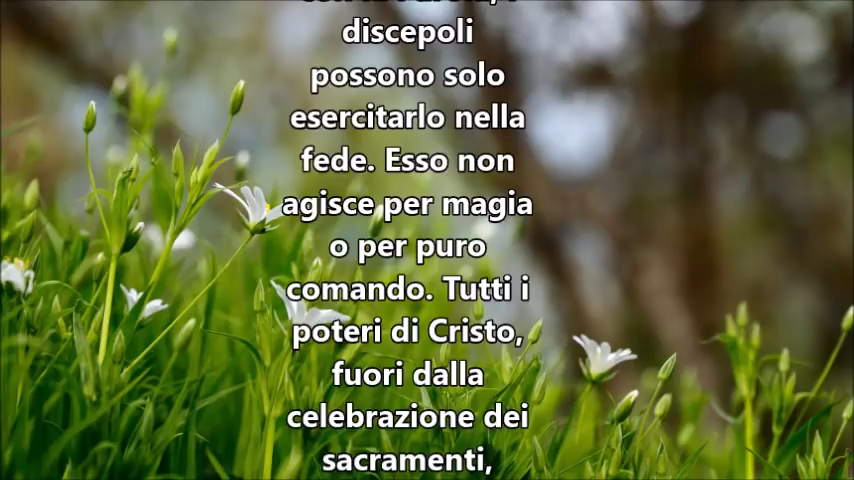 discepoli
possono solo
esercitarlo nella
fede. Esso non
agisce per magia
o per puro
comando. Tutti i
poteri di Cristo,
fuori dalla
celebrazione dei
sacramenti,